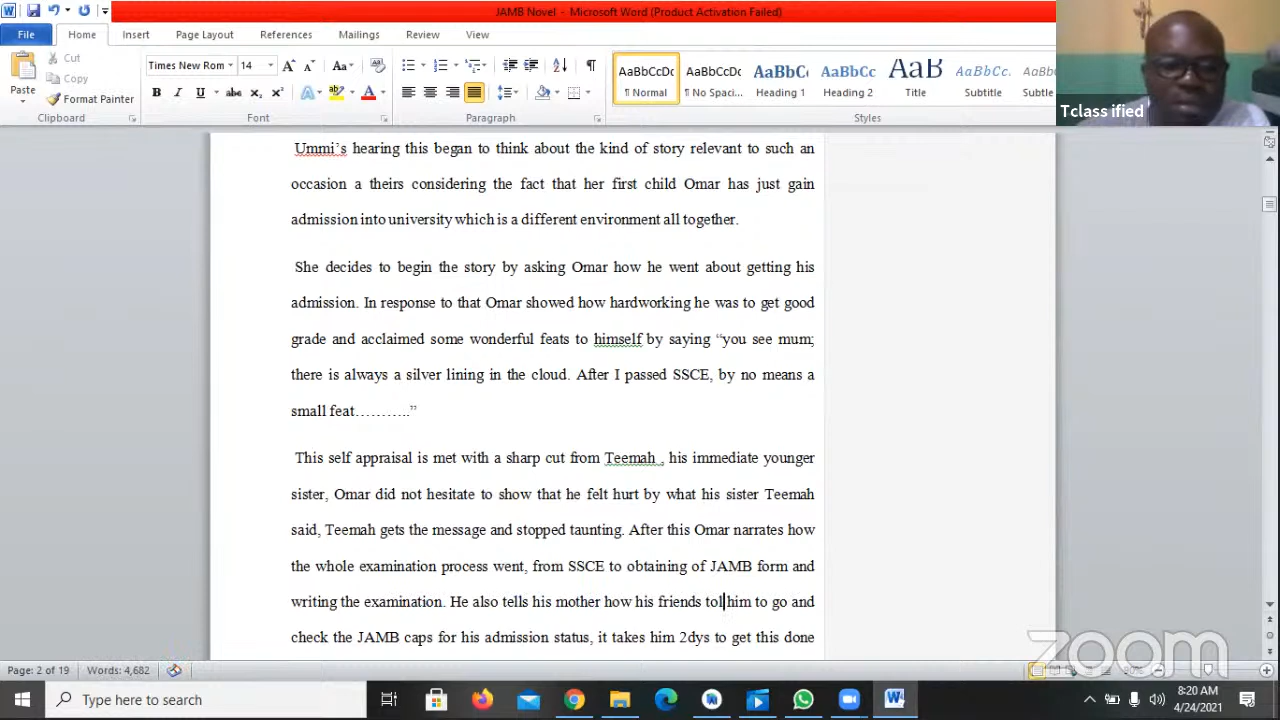 JAMB Novel - Microsoft Word (Product Activation Failed)
File Home Insert Page Layout References Mailings Review View
Cut
Copy
Paste
Format Painter
Times New Rom 14
AaBbCcDc AaBbCcDc AaBbC AaBbCc AaB AaBbCc. AaBb
¶ Normal ¶ No Spaci... Heading 1 Heading 2 Title Subtitle Subtle
Clipboard Font Paragraph Styles
Tclass ified
Ummi’s hearing this began to think about the kind of story relevant to such an
occasion a theirs considering the fact that her first child Omar has just gain
admission into university which is a different environment all together.
She decides to begin the story by asking Omar how he went about getting his
admission. In response to that Omar showed how hardworking he was to get good
grade and acclaimed some wonderful feats to himself by saying “you see mum;
there is always a silver lining in the cloud. After I passed SSCE, by no means a
small feat………..”
This self appraisal is met with a sharp cut from Teemah , his immediate younger
sister, Omar did not hesitate to show that he felt hurt by what his sister Teemah
said, Teemah gets the message and stopped taunting. After this Omar narrates how
the whole examination process went, from SSCE to obtaining of JAMB form and
writing the examination. He also tells his mother how his friends tol him to go and
check the JAMB caps for his admission status, it takes him 2dys to get this done
zoom
Page: 2 of 19 Words: 4,682
Type here to search
8:20 AM
4/24/2021